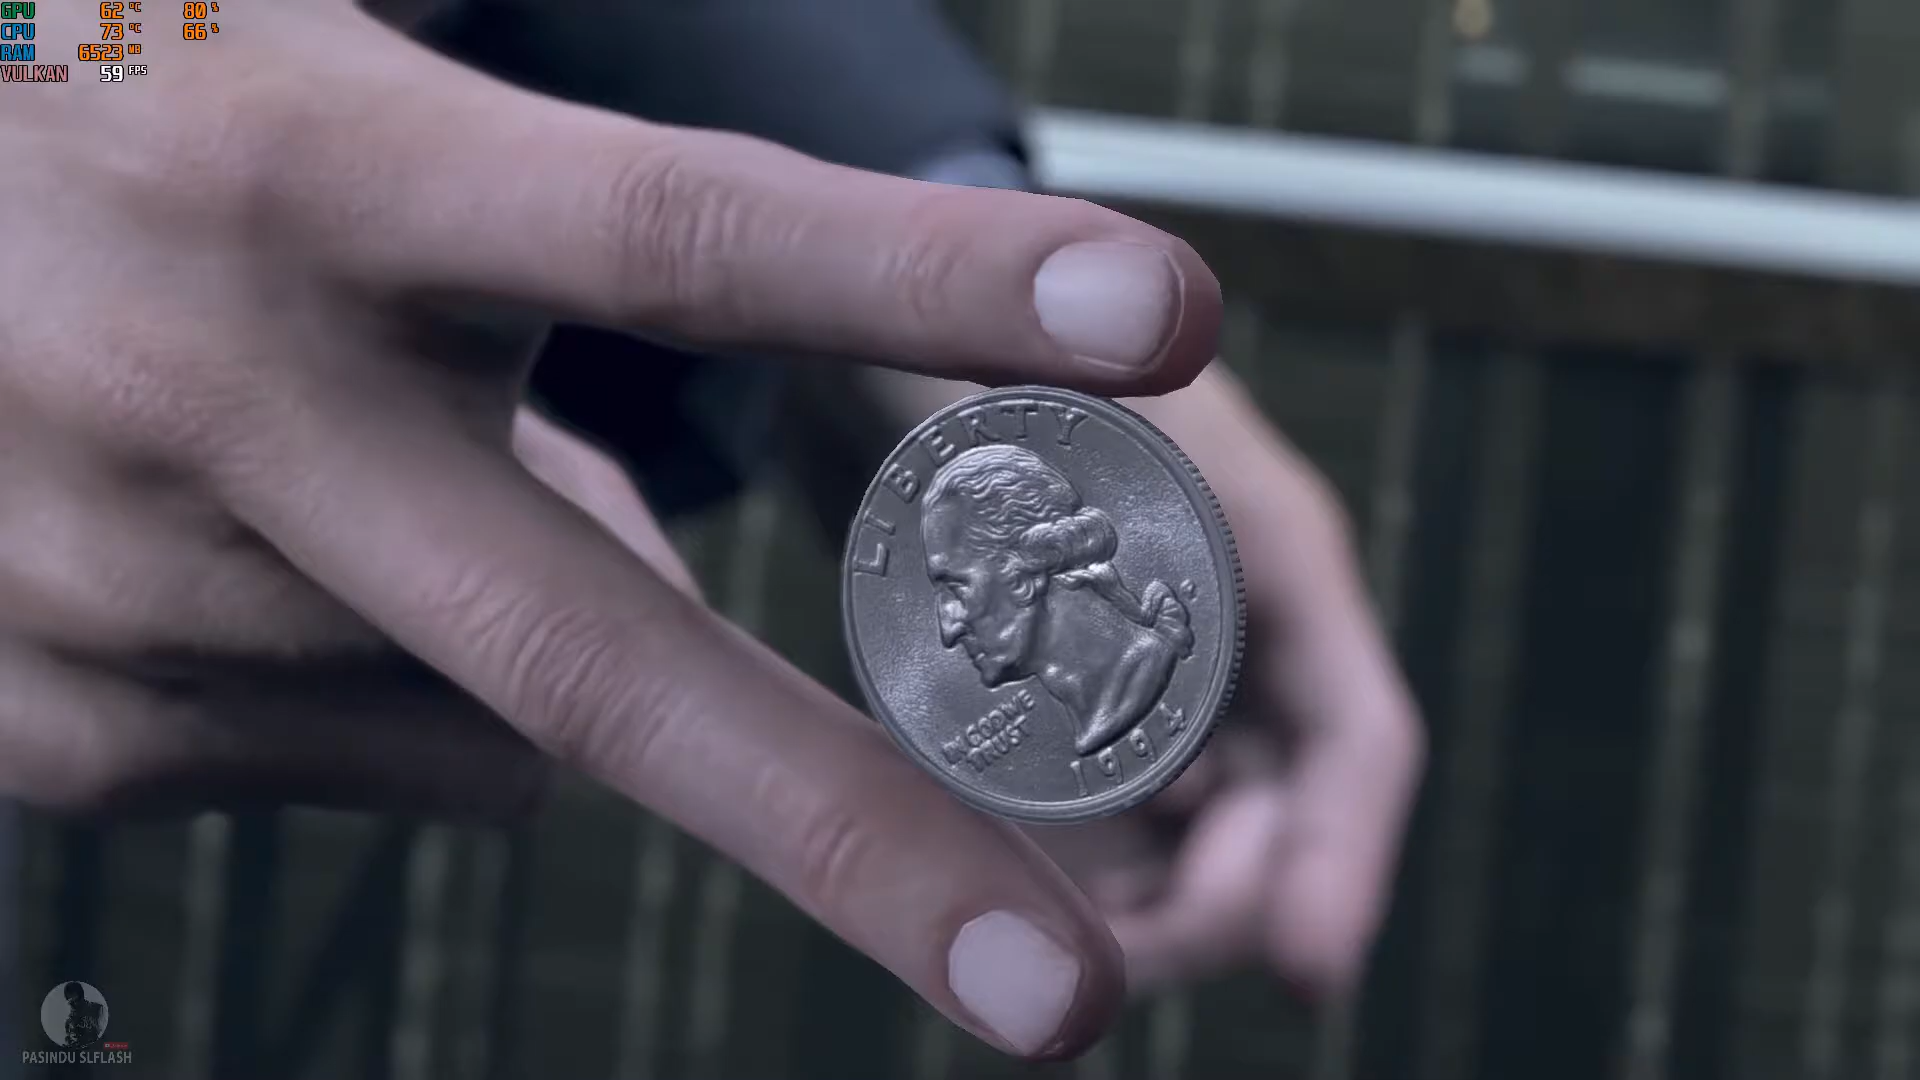 GPU 62 °C 80 %
CPU 73 °C 66 %
RAM 6523 MB
VULKAN 59 FPS
LIBERTY
IN GOD WE
TRUST
1994
PASINDU SLFLASH